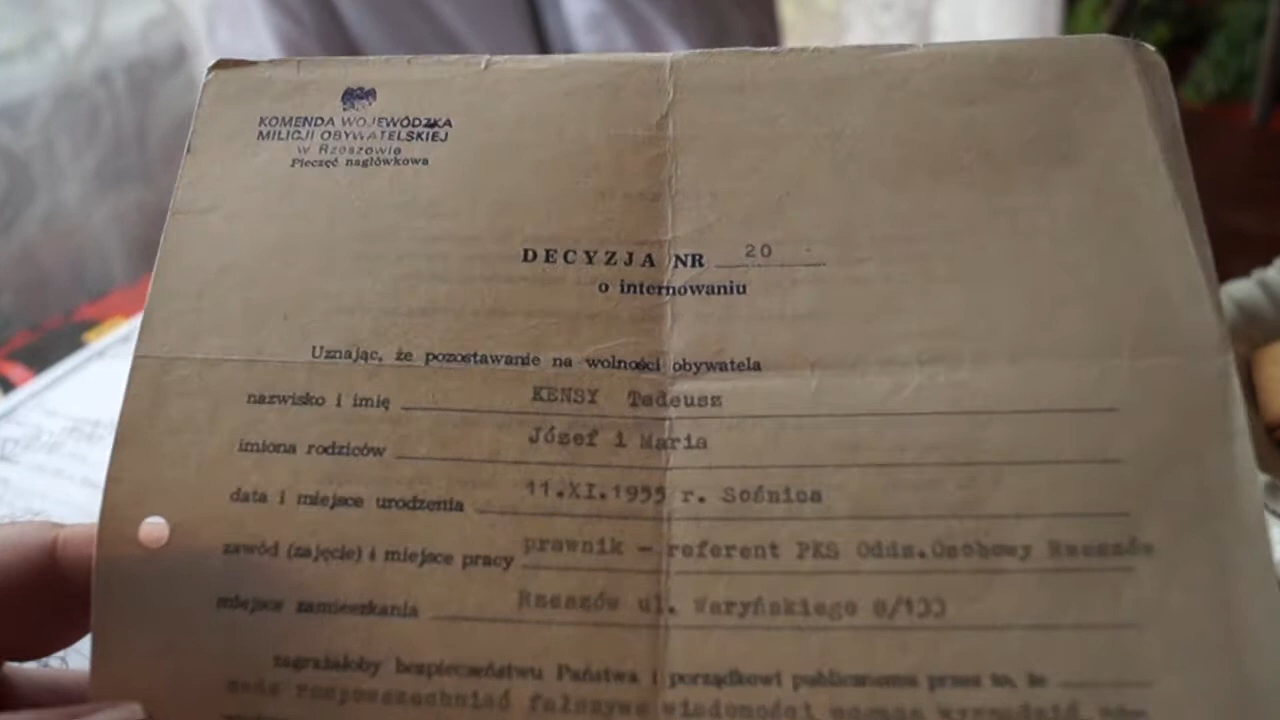 KOMENDA WOJEWÓDZKA
MILICJI OBYWATELSKIEJ
w Rzeszowie
Pieczęć nagłówkowa
DECYZJA NR 20
o internowaniu
Uznając, że pozostawanie na wolności obywatela
nazwisko i imię KENSY Tadeusz
imiona rodziców Józef i Maria
data i miejsce urodzenia 11.XI.1955 r. Sośnica
zawód (zajęcie) i miejsce pracy prawnik - referent PKS Oddz.Osobowy Rzeszów
miejsce zamieszkania Rzeszów ul. Waryńskiego 8/133
zagrażałoby bezpieczeństwu Państwa i porządkowi publicznemu przez to, że
rozpowszechniać fałszywe wiadomości